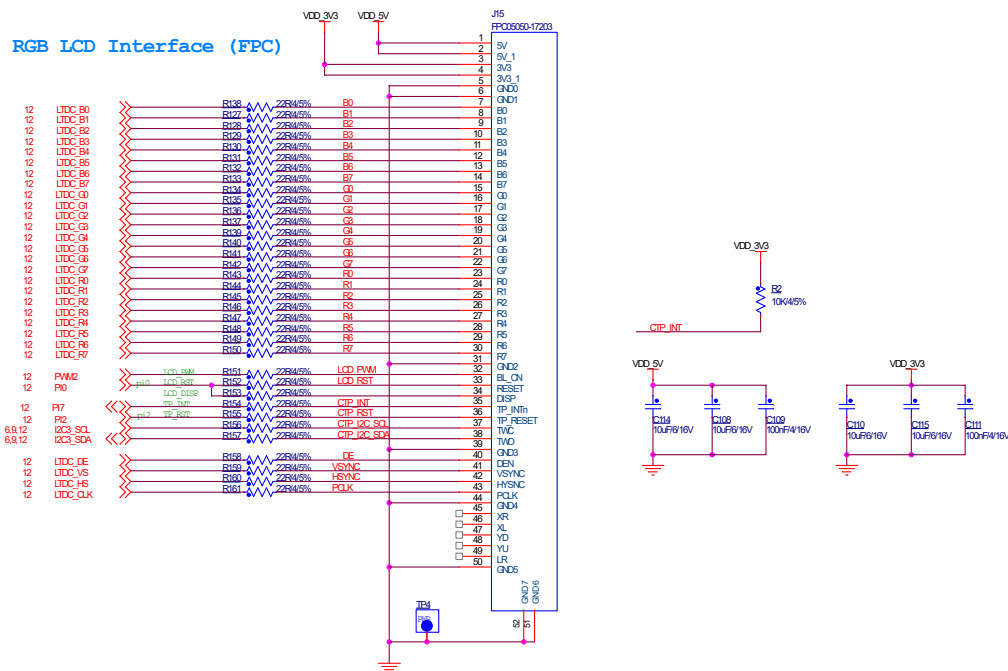 VDD_3V3 VDD_5V
J15
FPC05050-17203
RGB LCD Interface (FPC)
1 5V
2 5V_1
3 3V3
4 3V3_1
5 GND0
6 GND1
12 LTDC_B0 R138 22R/4/5% B0 7 B0
12 LTDC_B1 R127 22R/4/5% B1 8 B1
12 LTDC_B2 R128 22R/4/5% B2 9 B2
12 LTDC_B3 R129 22R/4/5% B3 10 B3
12 LTDC_B4 R130 22R/4/5% B4 11 B4
12 LTDC_B5 R131 22R/4/5% B5 12 B5
12 LTDC_B6 R132 22R/4/5% B6 13 B6
12 LTDC_B7 R133 22R/4/5% B7 14 B7
12 LTDC_G0 R134 22R/4/5% G0 15 G0
12 LTDC_G1 R135 22R/4/5% G1 16 G1
12 LTDC_G2 R136 22R/4/5% G2 17 G2
12 LTDC_G3 R137 22R/4/5% G3 18 G3
12 LTDC_G4 R139 22R/4/5% G4 19 G4
12 LTDC_G5 R140 22R/4/5% G5 20 G5
12 LTDC_G6 R141 22R/4/5% G6 21 G6
12 LTDC_G7 R142 22R/4/5% G7 22 G7
12 LTDC_R0 R143 22R/4/5% R0 23 R0
12 LTDC_R1 R144 22R/4/5% R1 24 R1
12 LTDC_R2 R145 22R/4/5% R2 25 R2
12 LTDC_R3 R146 22R/4/5% R3 26 R3
12 LTDC_R4 R147 22R/4/5% R4 27 R4
12 LTDC_R5 R148 22R/4/5% R5 28 R5
12 LTDC_R6 R149 22R/4/5% R6 29 R6
12 LTDC_R7 R150 22R/4/5% R7 30 R7
31 GND2
12 PWM2 LCD_PWM R151 22R/4/5% LCD_PWM 32 BL_ON
12 PI0 pi0 LCD_RST R152 22R/4/5% LCD_RST 33 RESET
LCD_DISP R153 22R/4/5% 34 DISP
12 PI7 TP_INT R154 22R/4/5% CTP_INT 35 TP_INTn
12 PI2 pi2 TP_RST R155 22R/4/5% CTP_RST 36 TP_RESET
6,9,12 I2C3_SCL R156 22R/4/5% CTP_I2C_SCL 37 TWC
6,9,12 I2C3_SDA R157 22R/4/5% CTP_I2C_SDA 38 TWD
39 GND3
12 LTDC_DE R158 22R/4/5% DE 40 DEN
12 LTDC_VS R159 22R/4/5% VSYNC 41 VSYNC
12 LTDC_HS R160 22R/4/5% HSYNC 42 HYSNC
12 LTDC_CLK R161 22R/4/5% PCLK 43 PCLK
44 GND4
45 XR
46 XL
47 YD
48 YU
49 LR
50 GND5
GND7 GND6
52 51
TP4
VDD_3V3
R2
10K/4/5%
CTP_INT
VDD_5V VDD_3V3
C114 C108 C109 C110 C115 C111
10uF/6/16V 10uF/6/16V 100nF/4/16V 10uF/6/16V 10uF/6/16V 100nF/4/16V